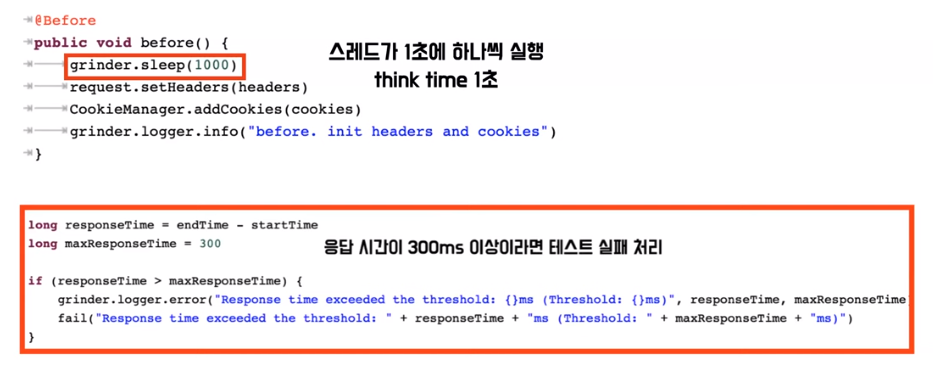 @Before
public void before() {
grinder.sleep(1000)
스레드가 1초에 하나씩 실행
think time 1초
request.setHeaders(headers)
CookieManager.addCookies(cookies)
grinder.logger.info("before. init headers and cookies")
}
long responseTime = endTime - startTime
long maxResponseTime = 300
응답 시간이 300ms 이상이라면 테스트 실패 처리
if (responseTime > maxResponseTime) {
grinder.logger.error("Response time exceeded the threshold: {}ms (Threshold: {}ms)", responseTime, maxResponseTime
fail("Response time exceeded the threshold: " + responseTime + "ms (Threshold: " + maxResponseTime + "ms)")
}